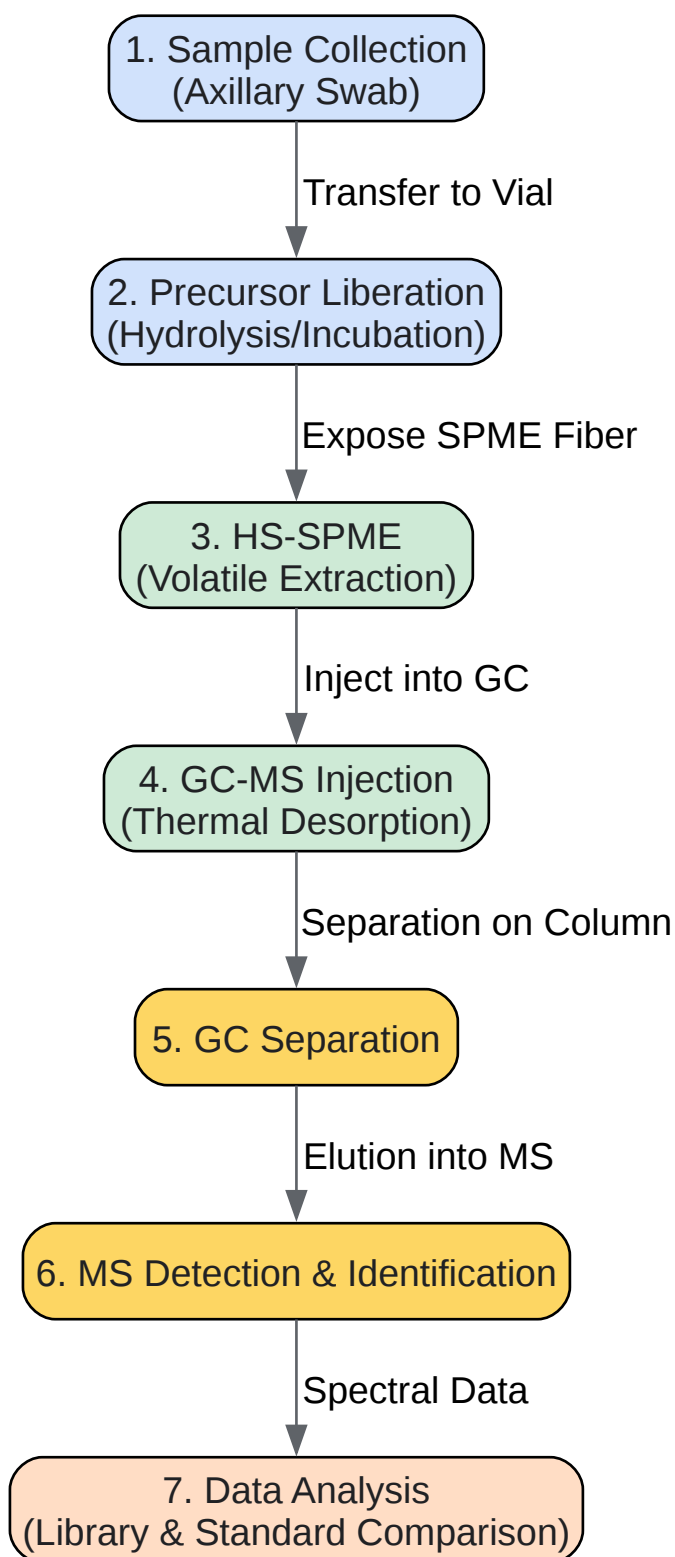 1. Sample Collection
(Axillary Swab)
Transfer to Vial
2. Precursor Liberation
(Hydrolysis/Incubation)
Expose SPME Fiber
3. HS-SPME
(Volatile Extraction)
Inject into GC
4. GC-MS Injection
(Thermal Desorption)
Separation on Column
5. GC Separation
Elution into MS
6. MS Detection & Identification
Spectral Data
7. Data Analysis
(Library & Standard Comparison)